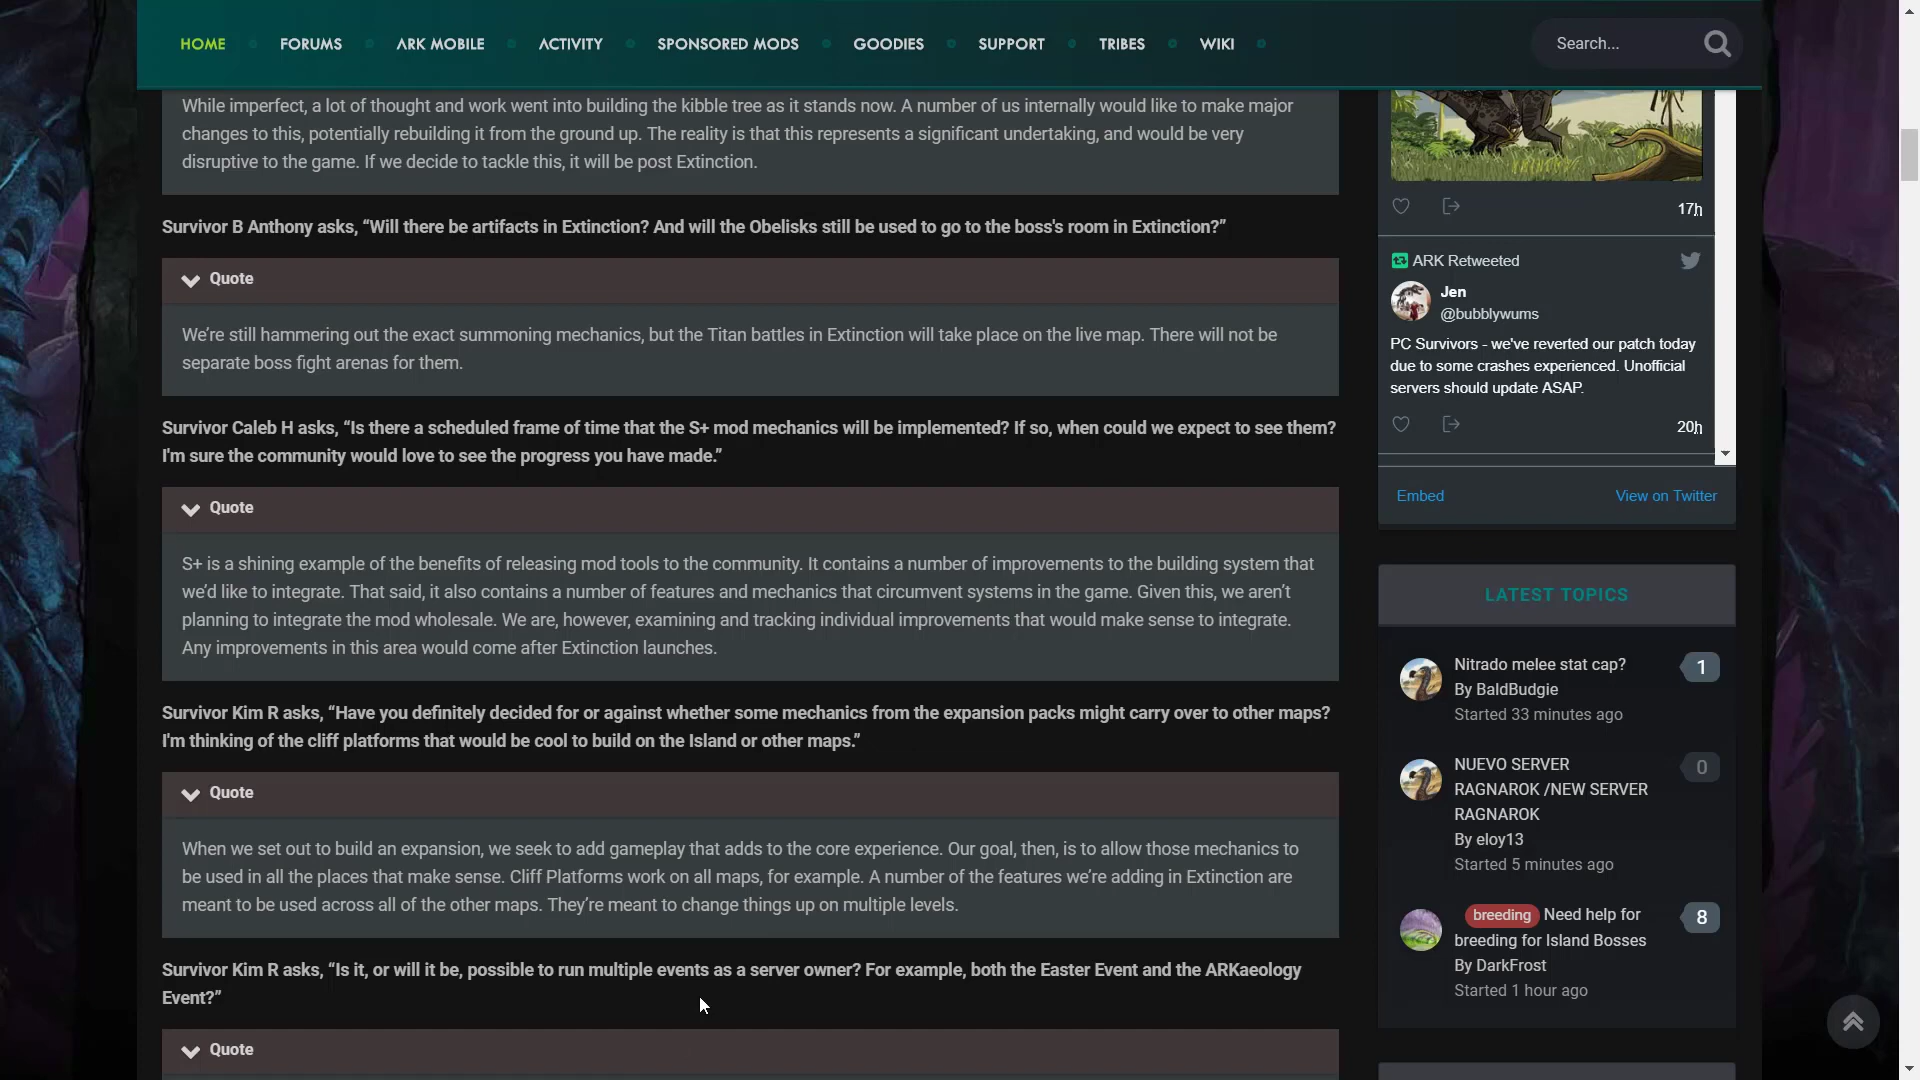 HOME FORUMS ARK MOBILE ACTIVITY SPONSORED MODS GOODIES SUPPORT TRIBES WIKI
Search...
While imperfect, a lot of thought and work went into building the kibble tree as it stands now. A number of us internally would like to make major
changes to this, potentially rebuilding it from the ground up. The reality is that this represents a significant undertaking, and would be very
disruptive to the game. If we decide to tackle this, it will be post Extinction.
Survivor B Anthony asks, “Will there be artifacts in Extinction? And will the Obelisks still be used to go to the boss's room in Extinction?”
Quote
We’re still hammering out the exact summoning mechanics, but the Titan battles in Extinction will take place on the live map. There will not be
separate boss fight arenas for them.
Survivor Caleb H asks, “Is there a scheduled frame of time that the S+ mod mechanics will be implemented? If so, when could we expect to see them?
I'm sure the community would love to see the progress you have made.”
Quote
S+ is a shining example of the benefits of releasing mod tools to the community. It contains a number of improvements to the building system that
we’d like to integrate. That said, it also contains a number of features and mechanics that circumvent systems in the game. Given this, we aren’t
planning to integrate the mod wholesale. We are, however, examining and tracking individual improvements that would make sense to integrate.
Any improvements in this area would come after Extinction launches.
Survivor Kim R asks, “Have you definitely decided for or against whether some mechanics from the expansion packs might carry over to other maps?
I'm thinking of the cliff platforms that would be cool to build on the Island or other maps.”
Quote
When we set out to build an expansion, we seek to add gameplay that adds to the core experience. Our goal, then, is to allow those mechanics to
be used in all the places that make sense. Cliff Platforms work on all maps, for example. A number of the features we’re adding in Extinction are
meant to be used across all of the other maps. They’re meant to change things up on multiple levels.
Survivor Kim R asks, “Is it, or will it be, possible to run multiple events as a server owner? For example, both the Easter Event and the ARKaeology
Event?”
Quote
17h
ARK Retweeted
Jen
@bubblywums
PC Survivors - we've reverted our patch today
due to some crashes experienced. Unofficial
servers should update ASAP.
20h
Embed View on Twitter
LATEST TOPICS
Nitrado melee stat cap? 1
By BaldBudgie
Started 33 minutes ago
NUEVO SERVER 0
RAGNAROK /NEW SERVER
RAGNAROK
By eloy13
Started 5 minutes ago
breeding Need help for 8
breeding for Island Bosses
By DarkFrost
Started 1 hour ago